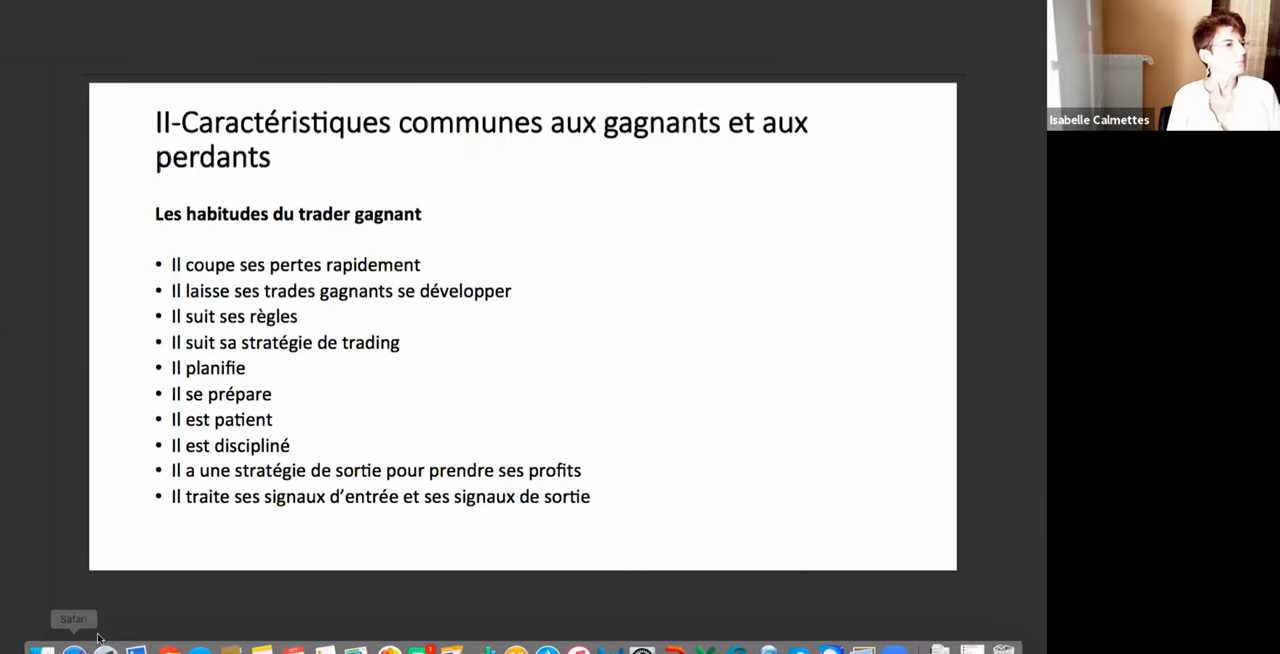 II-Caractéristiques communes aux gagnants et aux
perdants
Les habitudes du trader gagnant
• Il coupe ses pertes rapidement
• Il laisse ses trades gagnants se développer
• Il suit ses règles
• Il suit sa stratégie de trading
• Il planifie
• Il se prépare
• Il est patient
• Il est discipliné
• Il a une stratégie de sortie pour prendre ses profits
• Il traite ses signaux d’entrée et ses signaux de sortie
Isabelle Calmettes
Safari
1